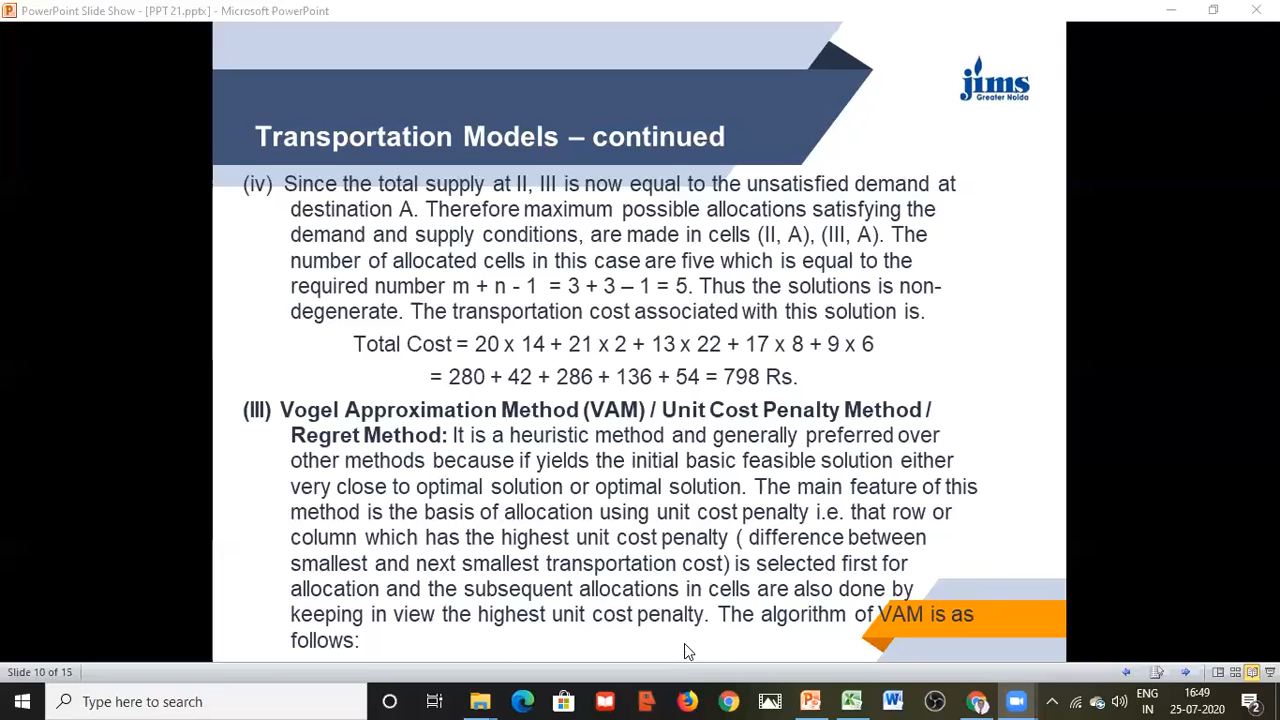 PowerPoint Slide Show - [PPT 21.pptx] - Microsoft PowerPoint
jims
Greater Noida
Transportation Models – continued
(iv) Since the total supply at II, III is now equal to the unsatisfied demand at
destination A. Therefore maximum possible allocations satisfying the
demand and supply conditions, are made in cells (II, A), (III, A). The
number of allocated cells in this case are five which is equal to the
required number m + n - 1 = 3 + 3 – 1 = 5. Thus the solutions is non-
degenerate. The transportation cost associated with this solution is.
Total Cost = 20 x 14 + 21 x 2 + 13 x 22 + 17 x 8 + 9 x 6
= 280 + 42 + 286 + 136 + 54 = 798 Rs.
(III) Vogel Approximation Method (VAM) / Unit Cost Penalty Method /
Regret Method: It is a heuristic method and generally preferred over
other methods because if yields the initial basic feasible solution either
very close to optimal solution or optimal solution. The main feature of this
method is the basis of allocation using unit cost penalty i.e. that row or
column which has the highest unit cost penalty ( difference between
smallest and next smallest transportation cost) is selected first for
allocation and the subsequent allocations in cells are also done by
keeping in view the highest unit cost penalty. The algorithm of VAM is as
follows:
Slide 10 of 15
Type here to search
ENG
IN
16:49
25-07-2020
2